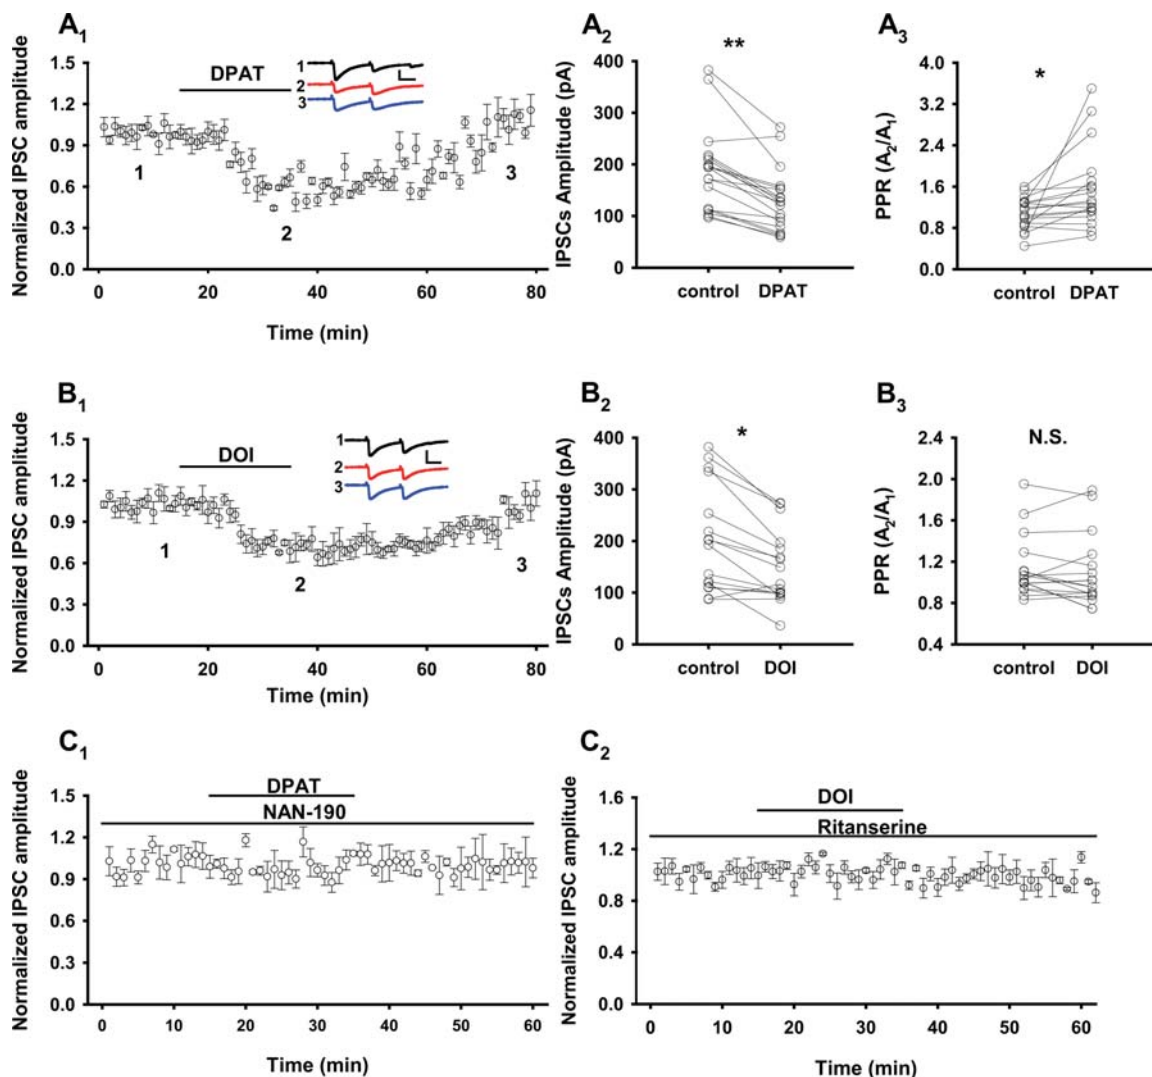 A1
Normalized IPSC amplitude
1.5
1.2
0.9
0.6
0.3
0.0
DPAT
1
2
3
1
2
3
0 20 40 60 80
Time (min)
A2
**
IPSCs Amplitude (pA)
400
300
200
100
0
control DPAT
A3
*
PPR (A2/A1)
4.0
3.2
2.4
1.6
0.8
0.0
control DPAT
B1
Normalized IPSC amplitude
1.5
1.2
0.9
0.6
0.3
0.0
DOI
1
2
3
1
2
3
0 20 40 60 80
Time (min)
B2
*
IPSCs Amplitude (pA)
400
300
200
100
0
control DOI
B3
N.S.
PPR (A2/A1)
2.4
2.0
1.6
1.2
0.8
0.4
control DOI
C1
Normalized IPSC amplitude
1.5
1.2
0.9
0.6
0.3
0.0
DPAT
NAN-190
0 10 20 30 40 50 60
Time (min)
C2
Normalized IPSC amplitude
1.6
1.2
0.8
0.4
0.0
DOI
Ritanserine
0 10 20 30 40 50 60
Time (min)